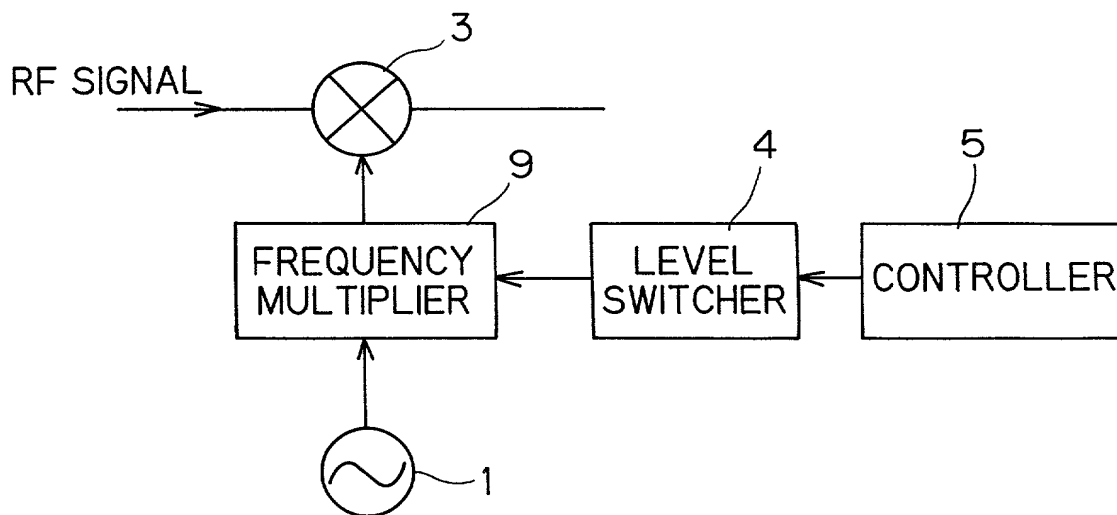 3
RF SIGNAL
9
4
5
FREQUENCY
MULTIPLIER
LEVEL
SWITCHER
CONTROLLER
1